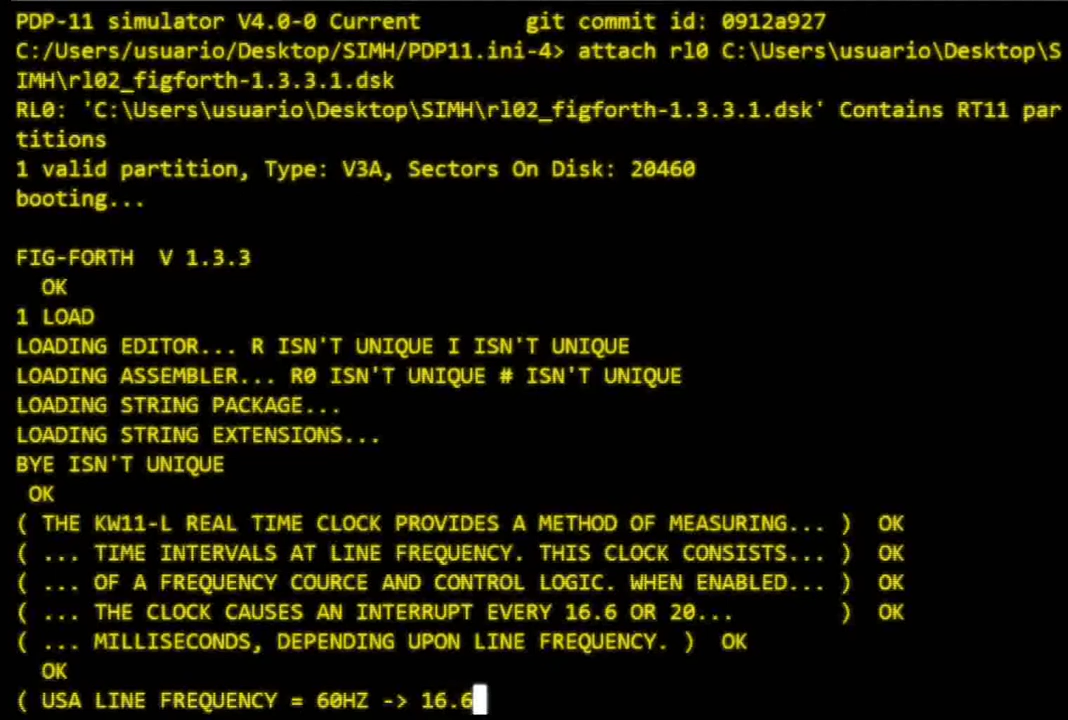 PDP-11 simulator V4.0-0 Current        git commit id: 0912a927
C:/Users/usuario/Desktop/SIMH/PDP11.ini-4> attach rl0 C:\Users\usuario\Desktop\S
IMH\rl02_figforth-1.3.3.1.dsk
RL0: 'C:\Users\usuario\Desktop\SIMH\rl02_figforth-1.3.3.1.dsk' Contains RT11 par
titions
1 valid partition, Type: V3A, Sectors On Disk: 20460
booting...
FIG-FORTH  V 1.3.3
  OK
1 LOAD
LOADING EDITOR... R ISN'T UNIQUE I ISN'T UNIQUE
LOADING ASSEMBLER... R0 ISN'T UNIQUE # ISN'T UNIQUE
LOADING STRING PACKAGE...
LOADING STRING EXTENSIONS...
BYE ISN'T UNIQUE
 OK
( THE KW11-L REAL TIME CLOCK PROVIDES A METHOD OF MEASURING... )  OK
( ... TIME INTERVALS AT LINE FREQUENCY. THIS CLOCK CONSISTS... )  OK
( ... OF A FREQUENCY COURCE AND CONTROL LOGIC. WHEN ENABLED... )  OK
( ... THE CLOCK CAUSES AN INTERRUPT EVERY 16.6 OR 20...        )  OK
( ... MILLISECONDS, DEPENDING UPON LINE FREQUENCY. )  OK
  OK
( USA LINE FREQUENCY = 60HZ -> 16.6